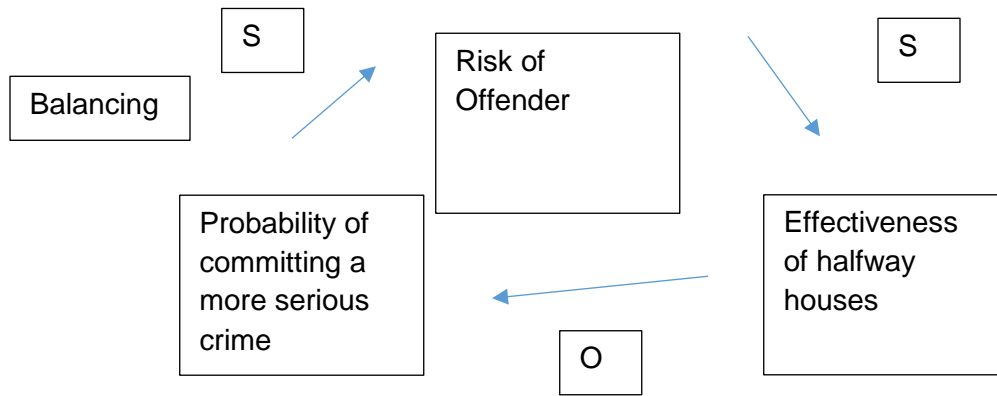 S
Risk of
Offender
S
Balancing
Probability of
committing a
more serious
crime
Effectiveness
of halfway
houses
O